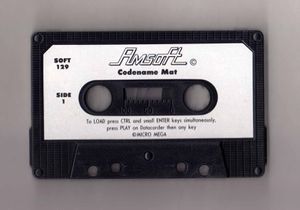 Amsoft ©
SOFT
129
Codename Mat
SIDE
1
To LOAD press CTRL and small ENTER keys simultaneously,
press PLAY on Datacorder then any key
©MICRO MEGA